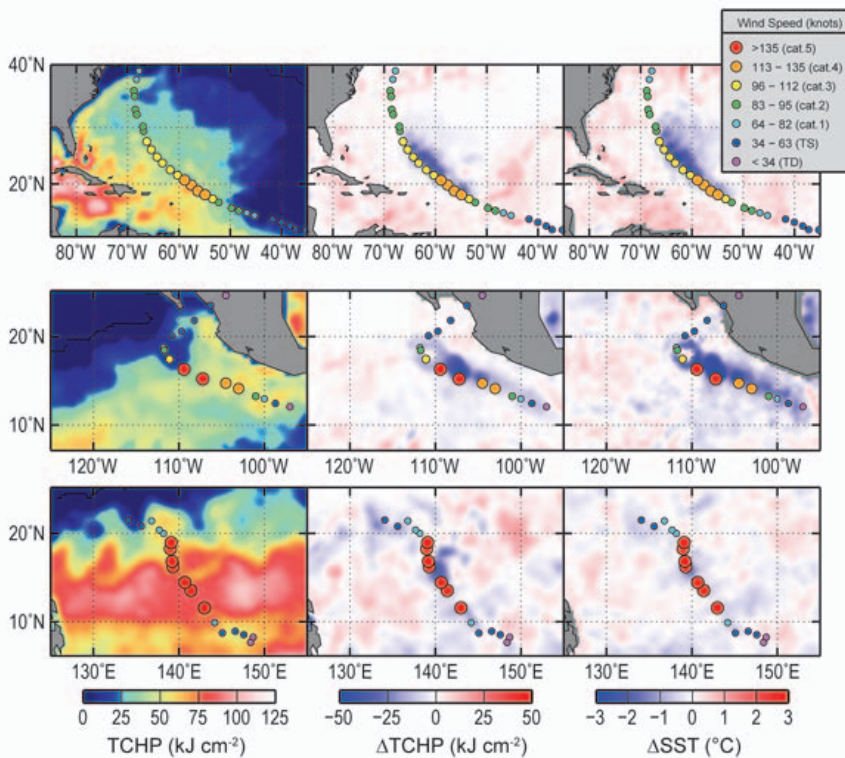 Wind Speed (knots)
>135 (cat.5)
113 – 135 (cat.4)
96 – 112 (cat.3)
83 – 95 (cat.2)
64 – 82 (cat.1)
34 – 63 (TS)
< 34 (TD)
40°N
20°N
80°W 70°W 60°W 50°W 40°W 80°W 70°W 60°W 50°W 40°W 80°W 70°W 60°W 50°W 40°W
20°N
10°N
120°W 110°W 100°W 120°W 110°W 100°W 120°W 110°W 100°W
20°N
10°N
130°E 140°E 150°E 130°E 140°E 150°E 130°E 140°E 150°E
0 25 50 75 100 125 -50 -25 0 25 50 -3 -2 -1 0 1 2 3
TCHP (kJ cm⁻²) ΔTCHP (kJ cm⁻²) ΔSST (°C)